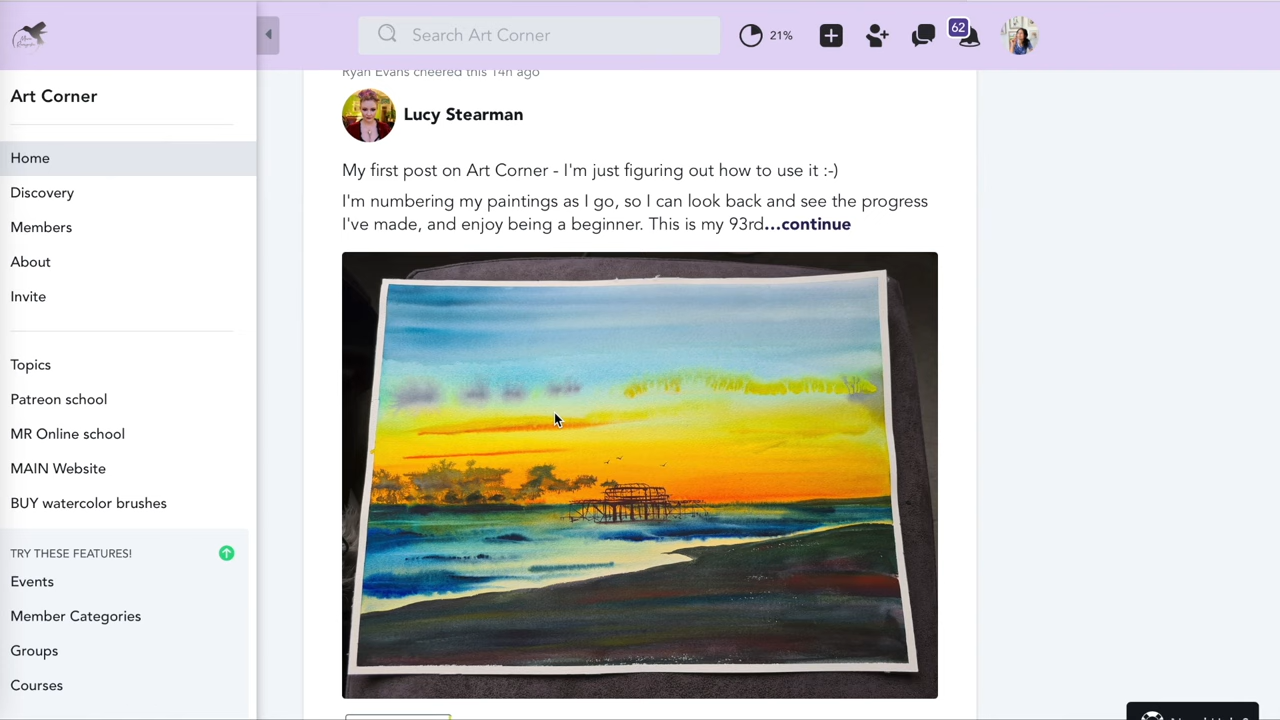 Search Art Corner
21%
62
Art Corner
Home
Discovery
Members
About
Invite
Topics
Patreon school
MR Online school
MAIN Website
BUY watercolor brushes
TRY THESE FEATURES!
Events
Member Categories
Groups
Courses
Ryan Evans cheered this 14h ago
Lucy Stearman
My first post on Art Corner - I'm just figuring out how to use it :-)
I'm numbering my paintings as I go, so I can look back and see the progress
I've made, and enjoy being a beginner. This is my 93rd...continue